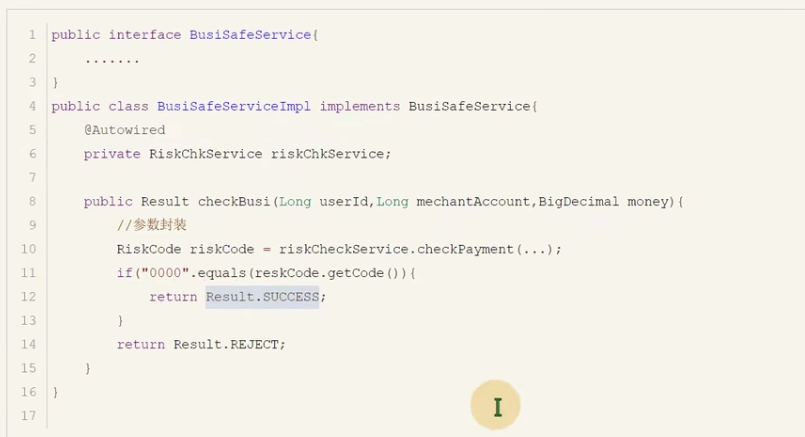 1 public interface BusiSafeService{
2     .......
3 }
4 public class BusiSafeServiceImpl implements BusiSafeService{
5     @Autowired
6     private RiskChkService riskChkService;
7
8     public Result checkBusi(Long userId,Long mechantAccount,BigDecimal money){
9         //参数封装
10         RiskCode riskCode = riskCheckService.checkPayment(...);
11         if("0000".equals(reskCode.getCode()){
12             return Result.SUCCESS;
13         }
14         return Result.REJECT;
15     }
16 }
17